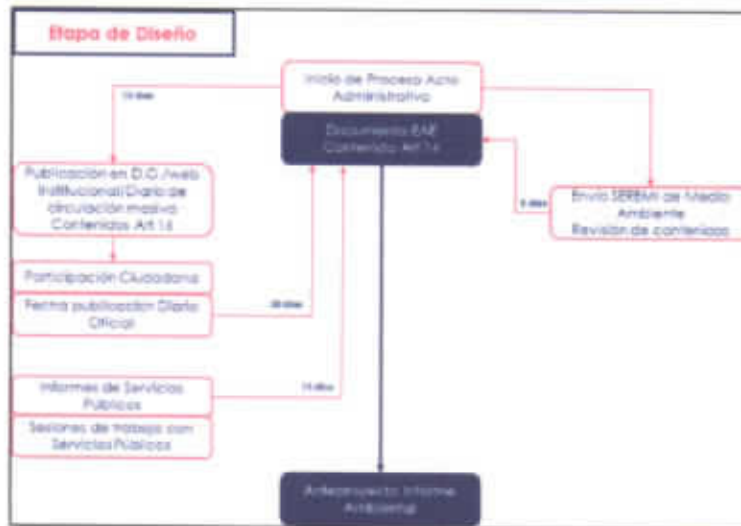 Etapa de Diseño
Inicio de Proceso Acto
Administrativo
Documento EAE
Contenido Art 14
Publicación en D.O./web
Institucional/Diario de
circulación masiva
Contenidos Art 16
Envío SEREMI de Medio
Ambiente
Revisión de contenidos
Participación Ciudadana
Fecha publicación Diario
Oficial
Informes de Servicios
Públicos
Sesiones de trabajo con
Servicios Públicos
Anteproyecto Informe
Ambiental